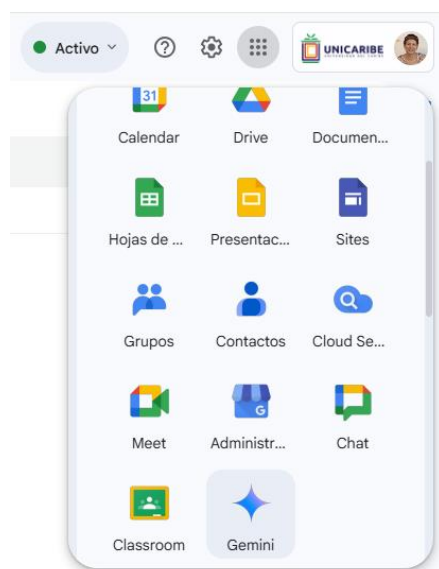 Activo
UNICARIBE
31
Calendar Drive Documen...
Hojas de ... Presentac... Sites
Grupos Contactos Cloud Se...
G
Meet Administr... Chat
Classroom Gemini